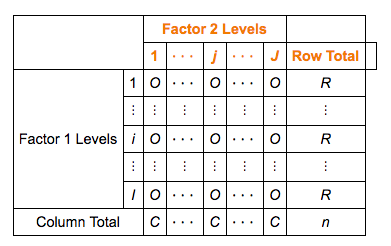 Factor 2 Levels
1 ··· j ··· J Row Total
1 O ··· O ··· O R
⋮ ⋮ ⋮ ⋮ ⋮ ⋮ ⋮
Factor 1 Levels i O ··· O ··· O R
⋮ ⋮ ⋮ ⋮ ⋮ ⋮ ⋮
I O ··· O ··· O R
Column Total C ··· C ··· C n